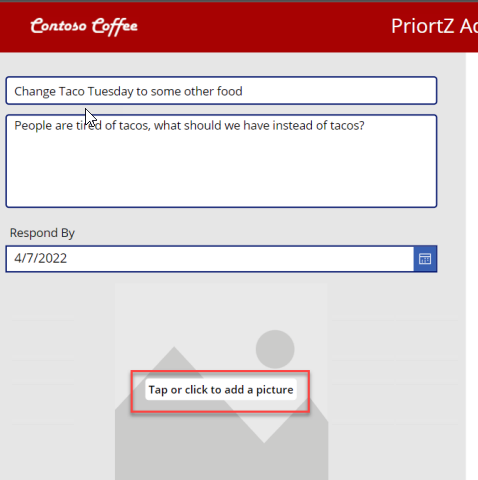 Contoso Coffee
PriortZ
Change Taco Tuesday to some other food
People are tired of tacos, what should we have instead of tacos?
Respond By
4/7/2022
Tap or click to add a picture